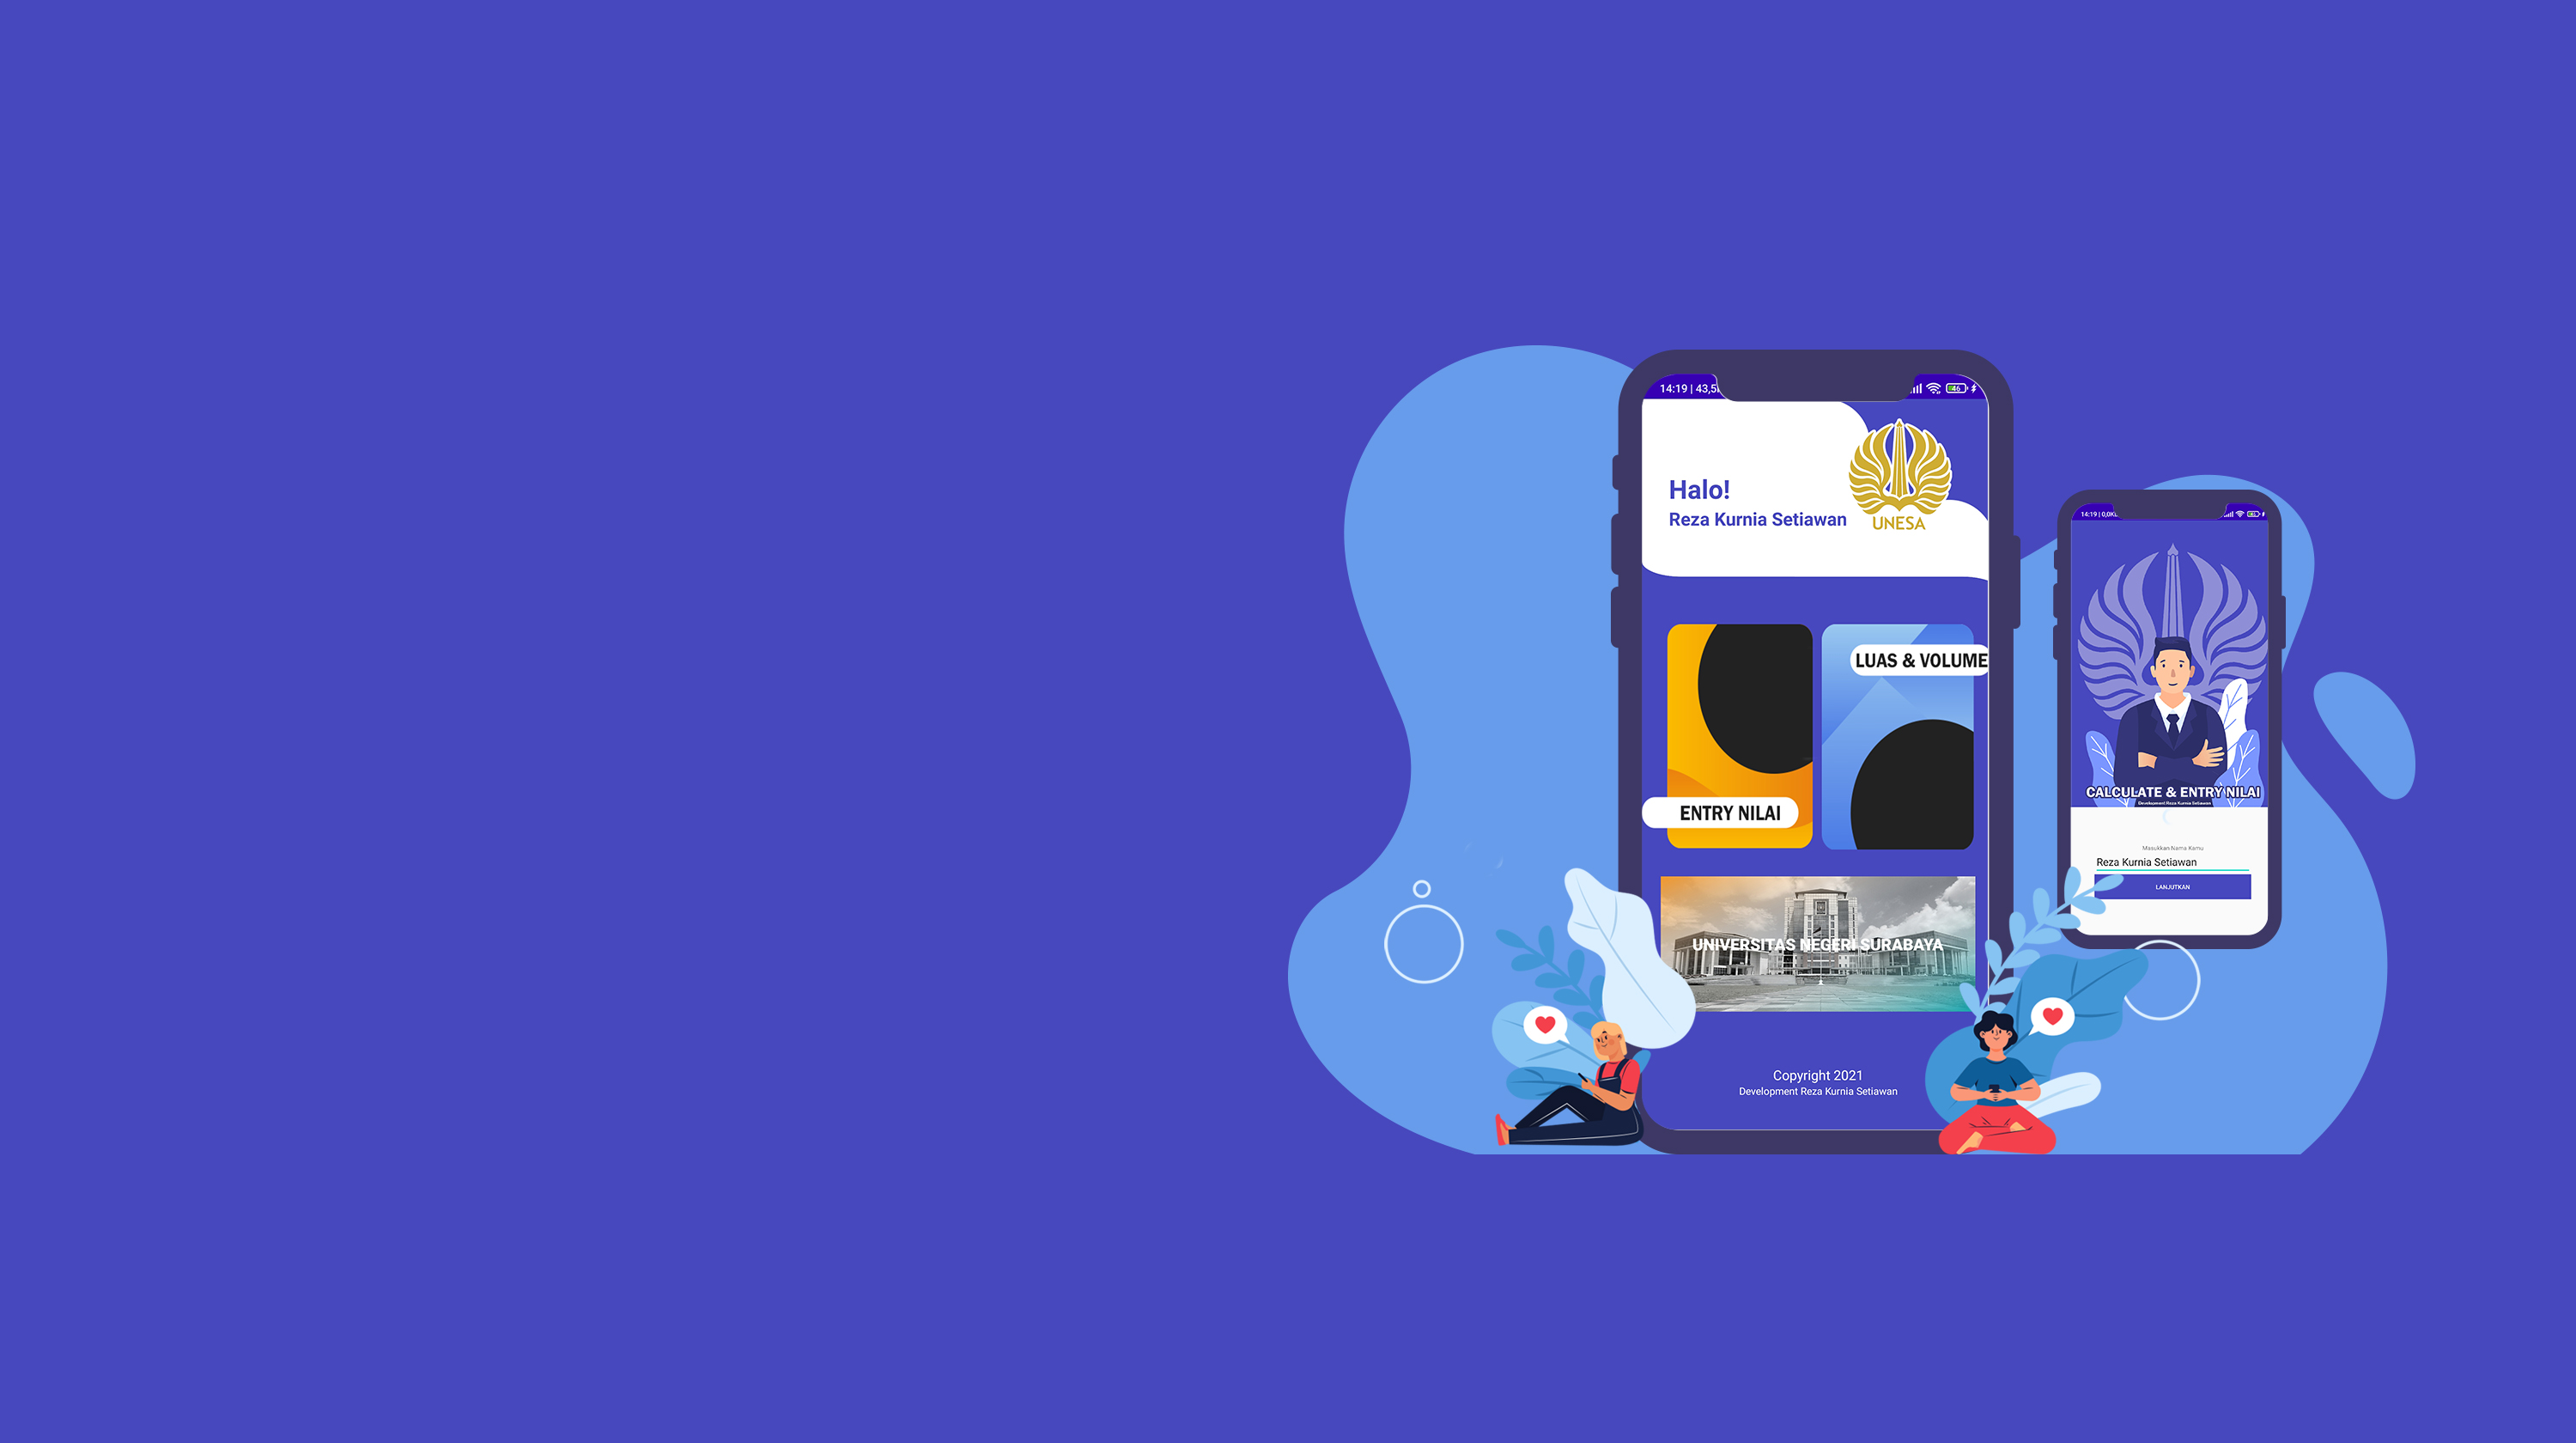 14:19 | 43,5
46
Halo!
Reza Kurnia Setiawan
UNESA
LUAS & VOLUME
ENTRY NILAI
UNIVERSITAS NEGERI SURABAYA
Copyright 2021
Development Reza Kurnia Setiawan
14:19 | 0,0K
CALCULATE & ENTRY NILAI
Development Reza Kurnia Setiawan
Masukkan Nama Kamu
Reza Kurnia Setiawan
LANJUTKAN